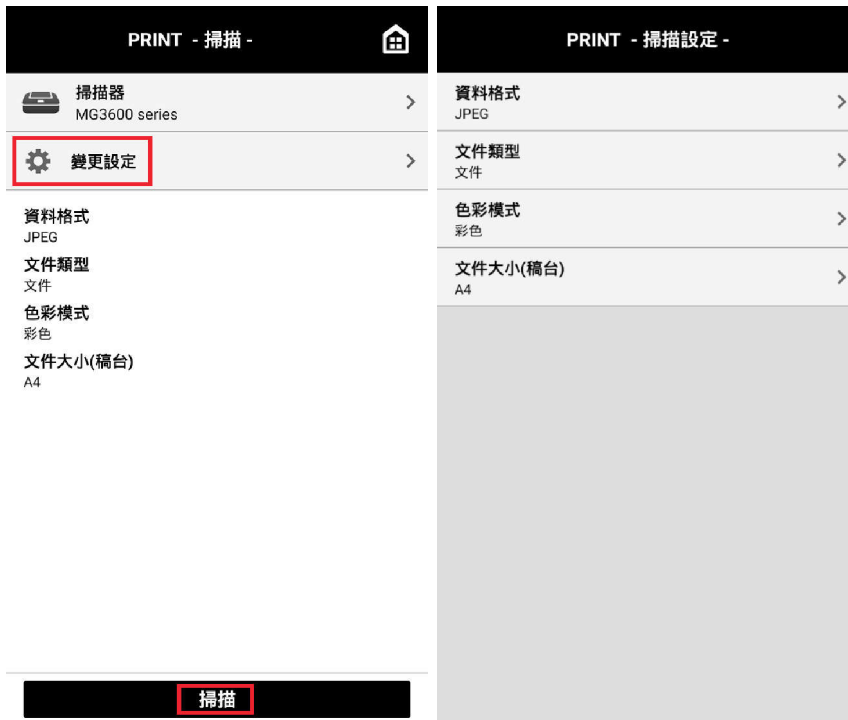 PRINT - 掃描 -
掃描器
MG3600 series
變更設定
資料格式
JPEG
文件類型
文件
色彩模式
彩色
文件大小(稿台)
A4
掃描
PRINT - 掃描設定 -
資料格式
JPEG
文件類型
文件
色彩模式
彩色
文件大小(稿台)
A4